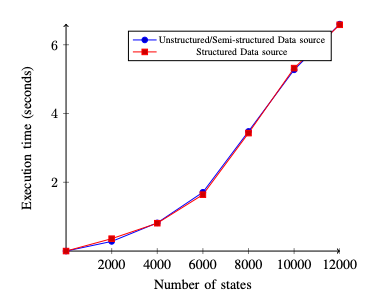 Unstructured/Semi-structured Data source
Structured Data source
6
4
2
Execution time (seconds)
2000 4000 6000 8000 10000 12000
Number of states